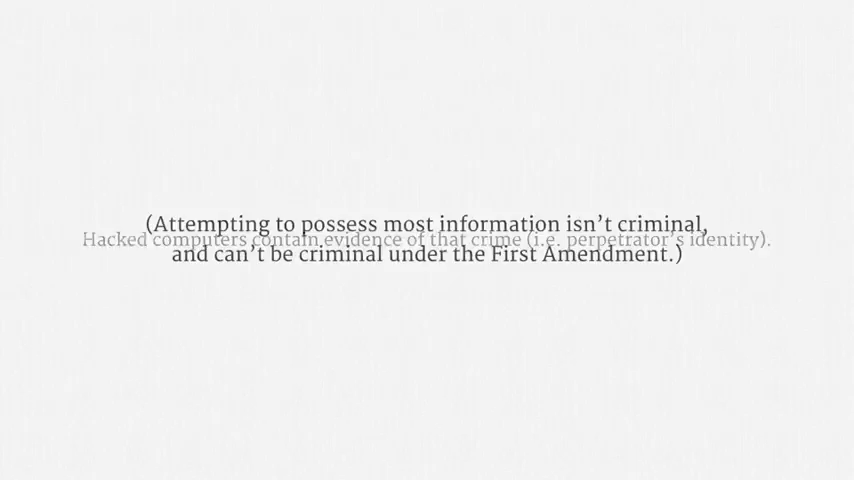 (Attempting to possess most information isn’t criminal,
Hacked computers contain evidence of that crime (i.e. perpetrator’s identity).
and can’t be criminal under the First Amendment.)